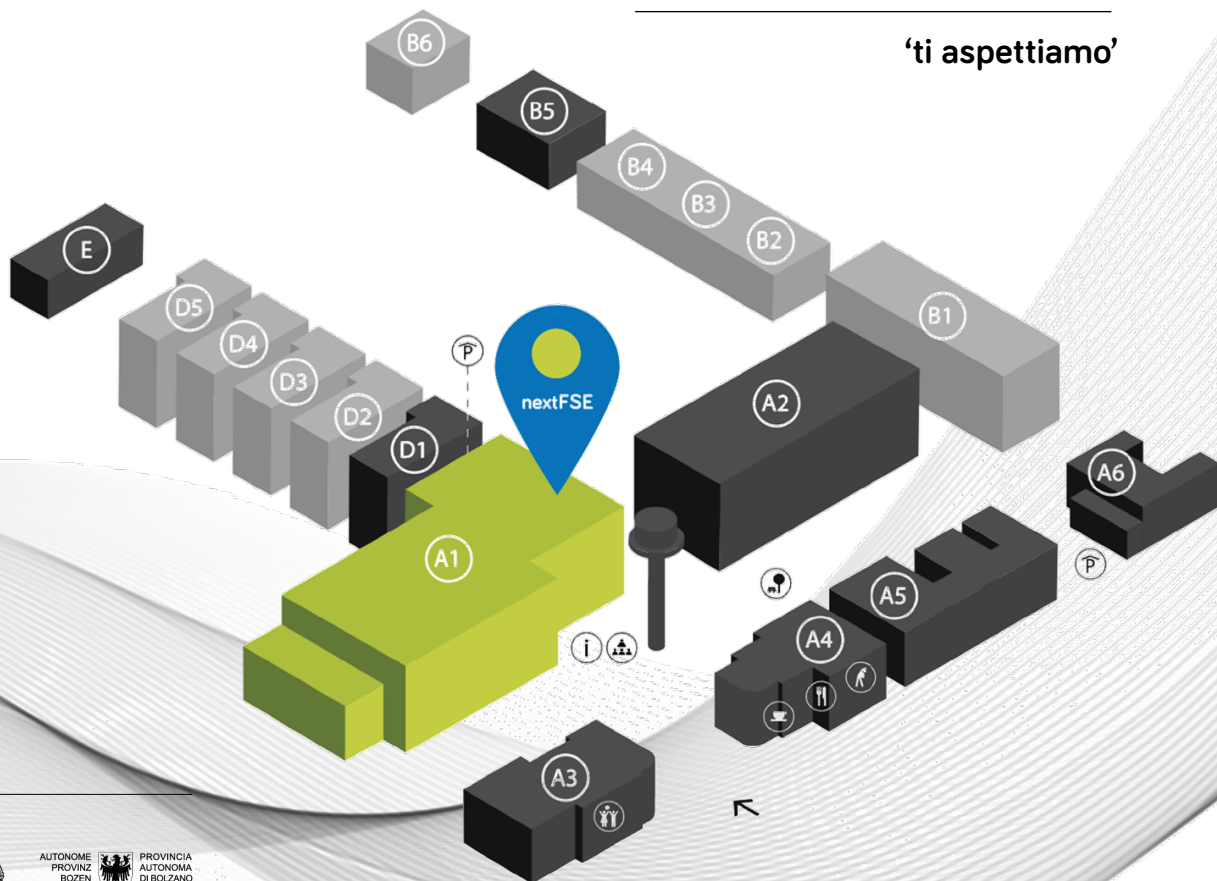 ‘ti aspettiamo’
B6
B5
B4
B3
B2
B1
E
D5
D4
D3
D2
D1
P
nextFSE
A2
A1
A6
P
A5
A4
i
A3
AUTONOME
PROVINZ
BOZEN
PROVINCIA
AUTONOMA
DI BOLZANO